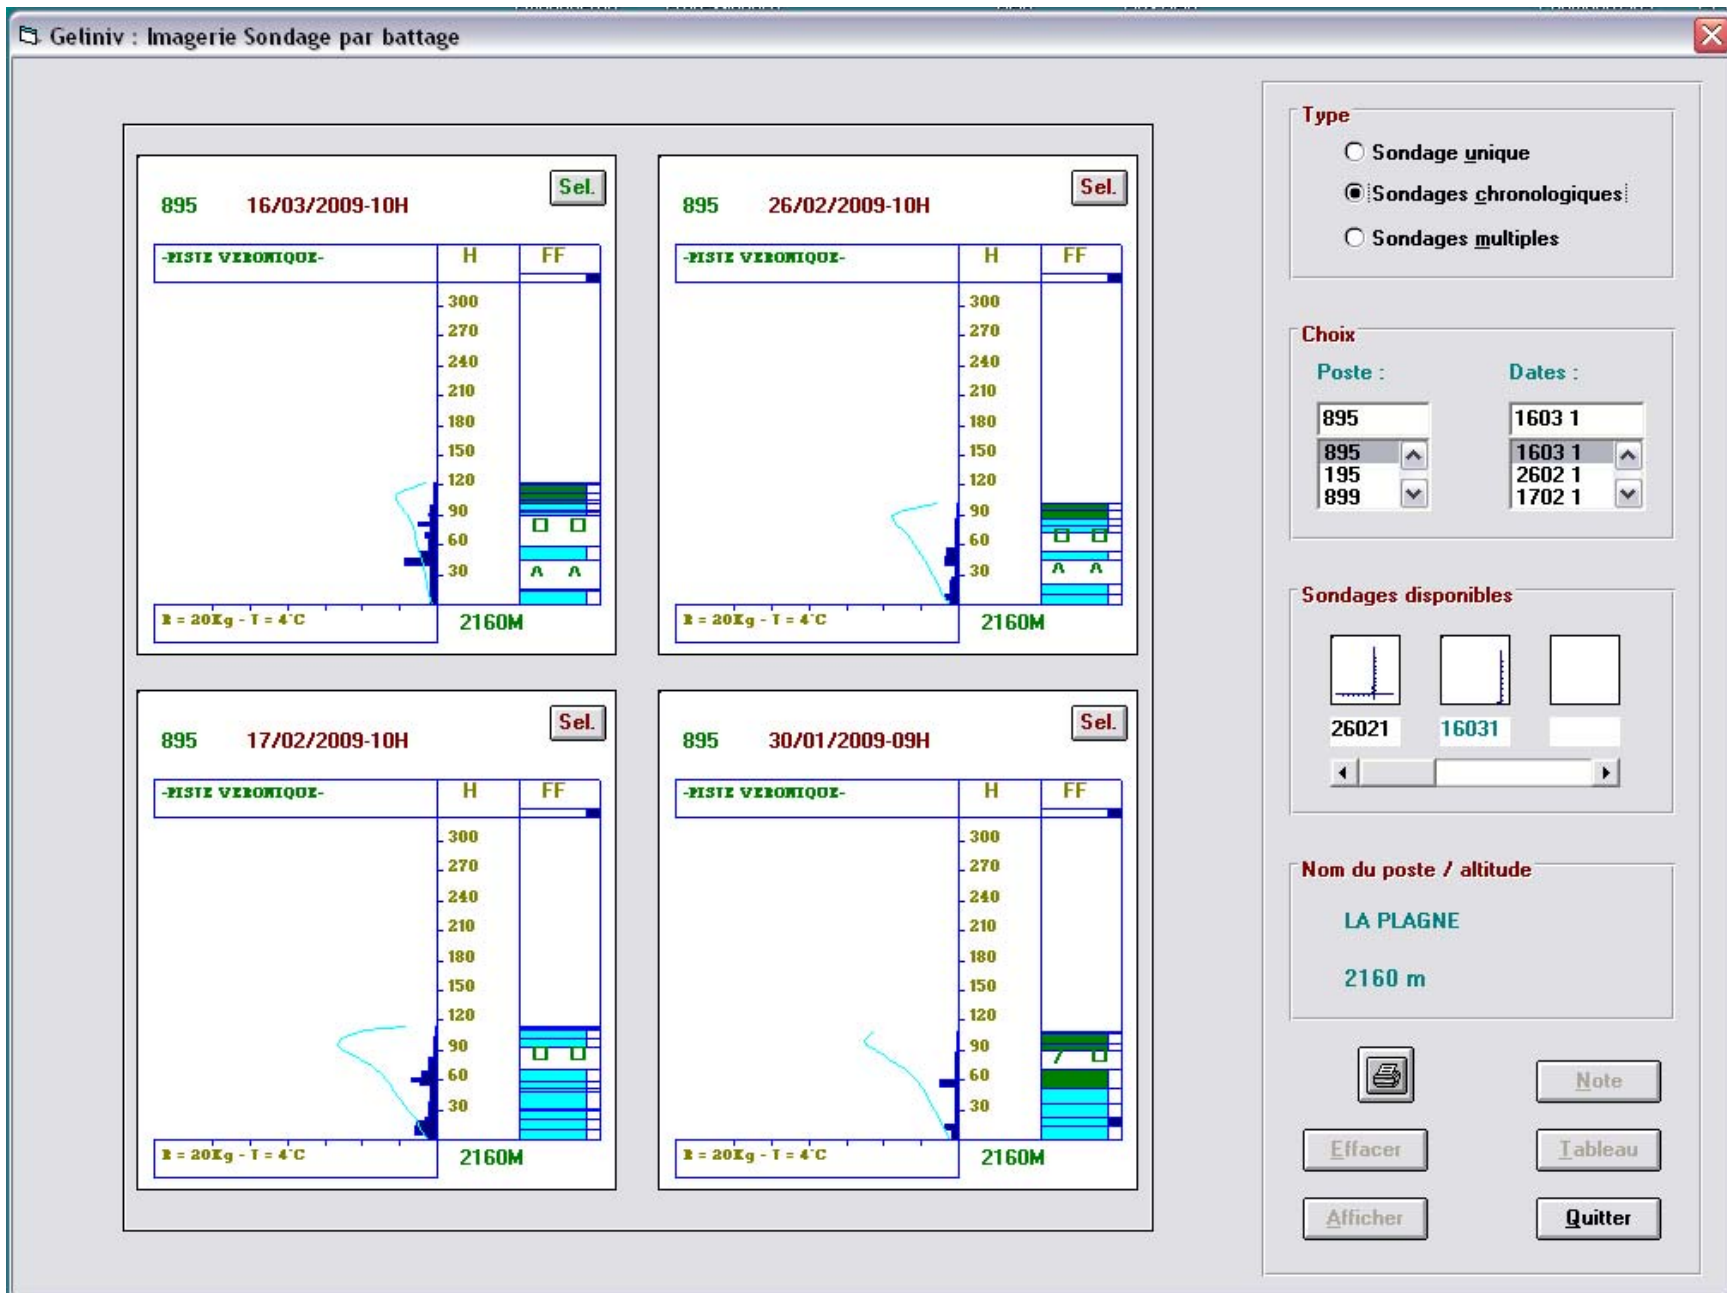 Geliniv : Imagerie Sondage par battage
895 16/03/2009-10H Sel.
-PISTE VERONIQUE- H FF
300
270
240
210
180
150
120
90
60
30
R = 20Kg - T = 4°C 2160M
895 26/02/2009-10H Sel.
-PISTE VERONIQUE- H FF
300
270
240
210
180
150
120
90
60
30
R = 20Kg - T = 4°C 2160M
895 17/02/2009-10H Sel.
-PISTE VERONIQUE- H FF
300
270
240
210
180
150
120
90
60
30
R = 20Kg - T = 4°C 2160M
895 30/01/2009-09H Sel.
-PISTE VERONIQUE- H FF
300
270
240
210
180
150
120
90
60
30
R = 20Kg - T = 4°C 2160M
Type
Sondage unique
Sondages chronologiques
Sondages multiples
Choix
Poste : Dates :
895 1603 1
895 1603 1
195 2602 1
899 1702 1
Sondages disponibles
26021 16031
Nom du poste / altitude
LA PLAGNE
2160 m
Note
Effacer Tableau
Afficher Quitter